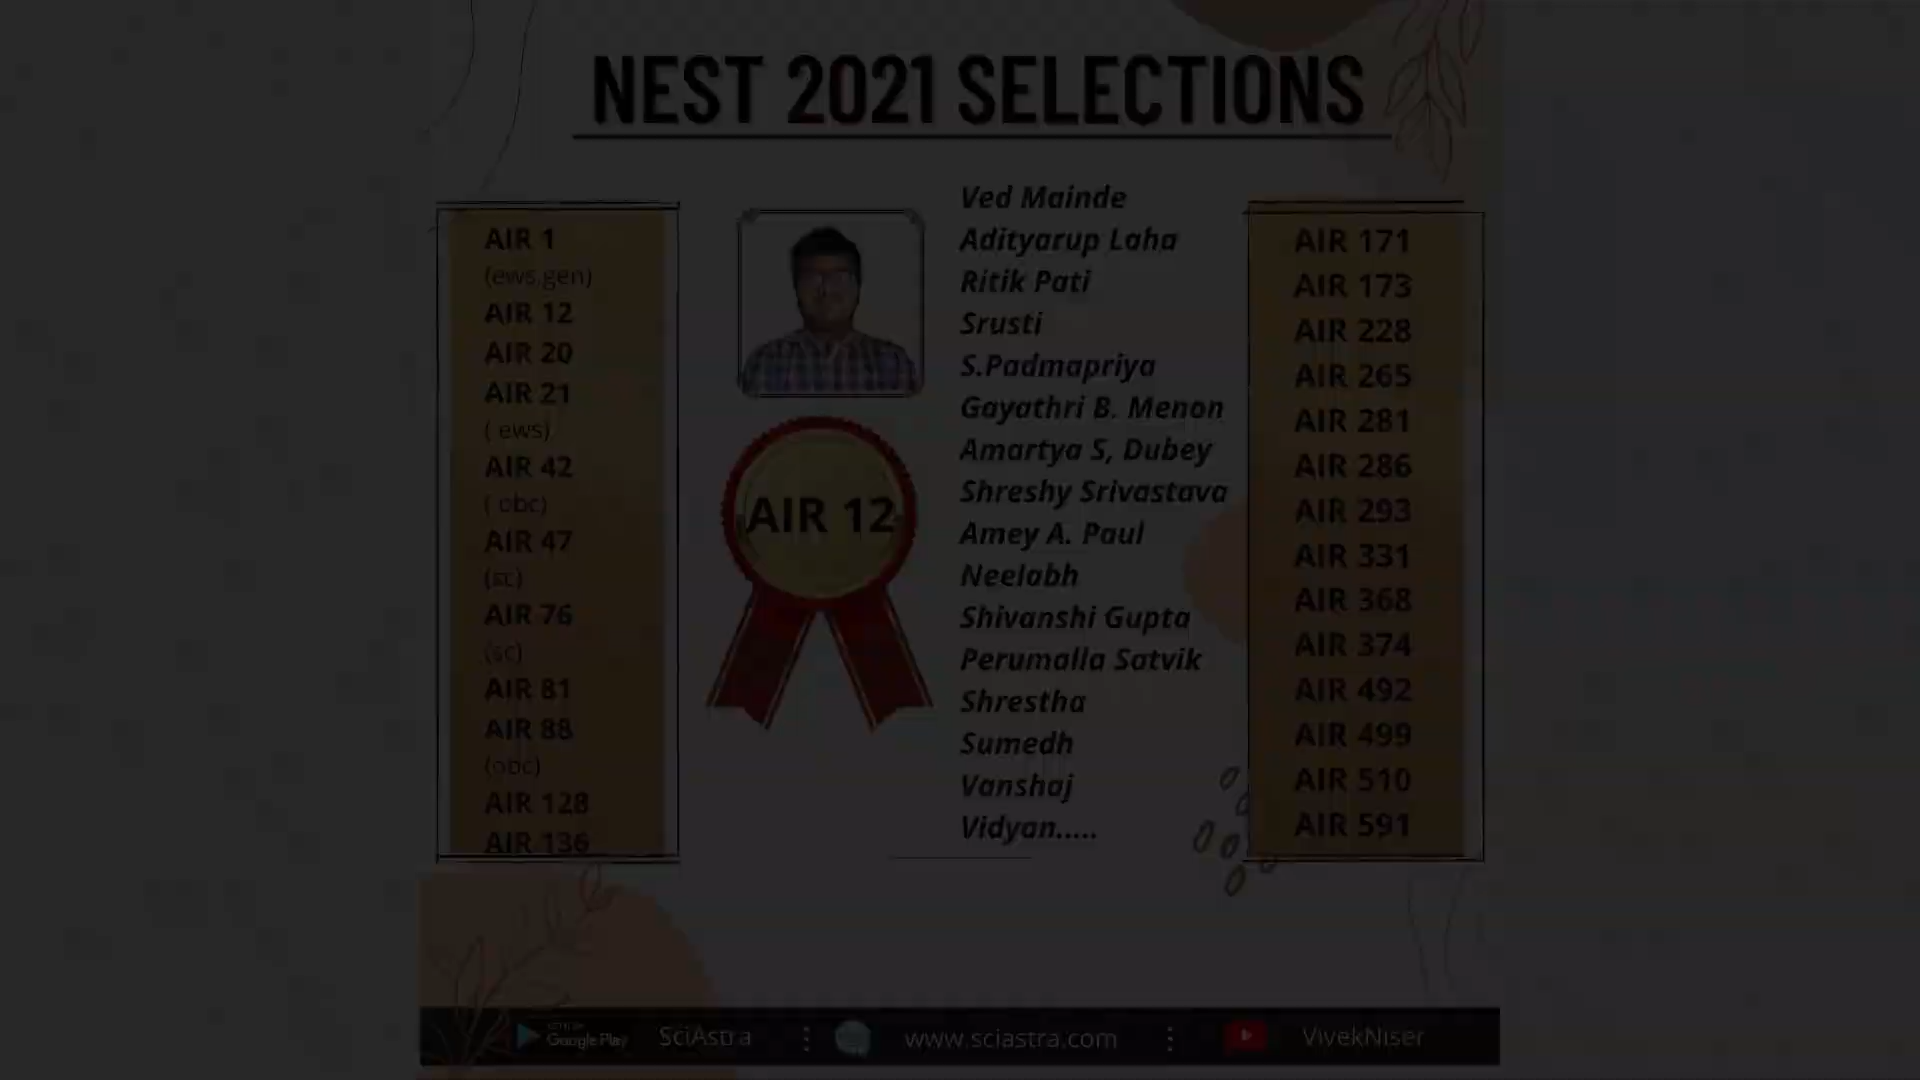 NEST 2021 SELECTIONS
AIR 1
(ews,gen)
AIR 12
AIR 20
AIR 21
( ews)
AIR 42
( obc)
AIR 47
(sc)
AIR 76
(sc)
AIR 81
AIR 88
(obc)
AIR 128
AIR 136
AIR 12
Ved Mainde
Adityarup Laha
Ritik Pati
Srusti
S.Padmapriya
Gayathri B. Menon
Amartya S, Dubey
Shreshy Srivastava
Amey A. Paul
Neelabh
Shivanshi Gupta
Perumalla Satvik
Shrestha
Sumedh
Vanshaj
Vidyan.....
AIR 171
AIR 173
AIR 228
AIR 265
AIR 281
AIR 286
AIR 293
AIR 331
AIR 368
AIR 374
AIR 492
AIR 499
AIR 510
AIR 591
Google Play
SciAstra
www.sciastra.com
VivekNiser